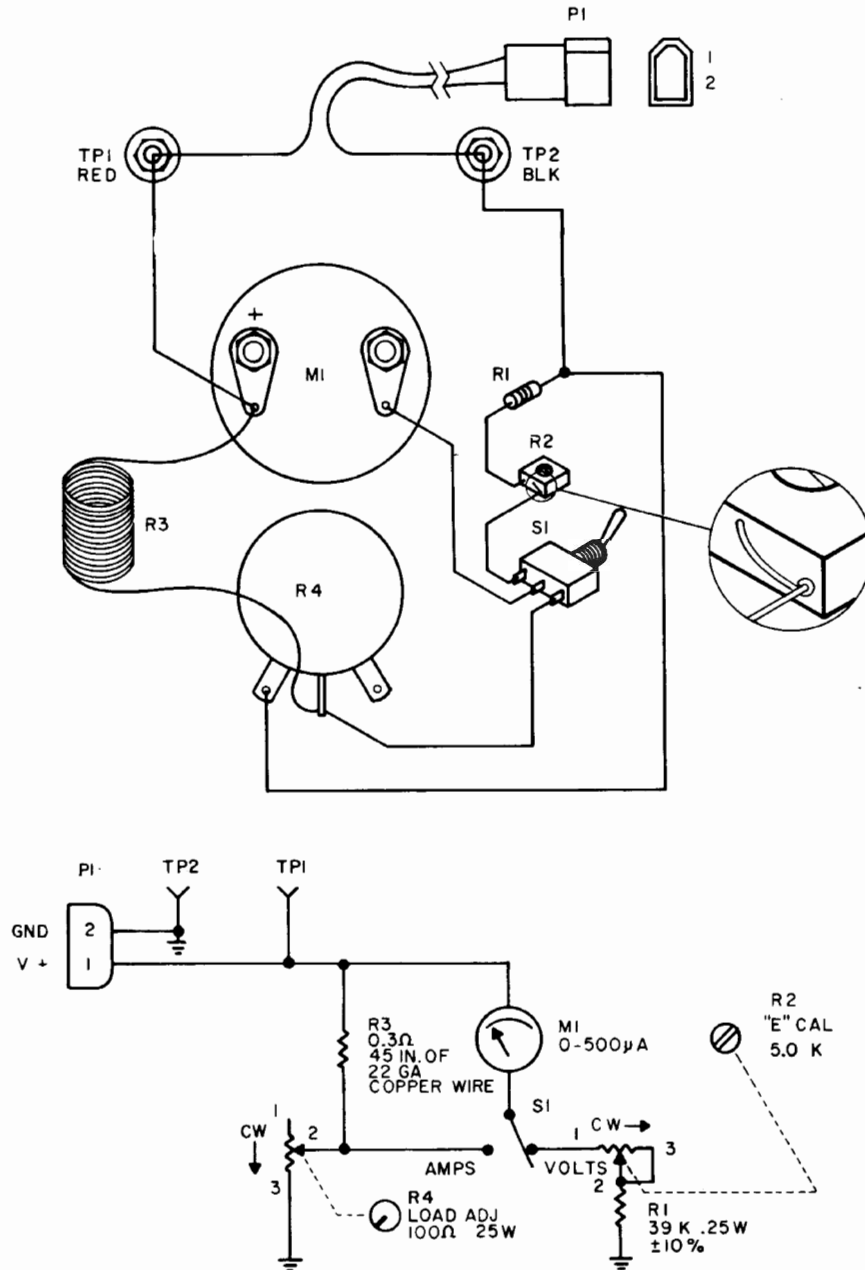 P1
1
2
TP1
RED
TP2
BLK
+
M1
R1
R2
R3
S1
R4
P1
TP2
TP1
GND
2
V +
1
R3
0.3Ω
45 IN. OF
22 GA
COPPER WIRE
M1
0-500µA
R2
"E" CAL
5.0 K
S1
CW
1
3
1
CW
2
AMPS
VOLTS
2
3
R4
LOAD ADJ
100Ω 25W
R1
39 K .25W
±10%